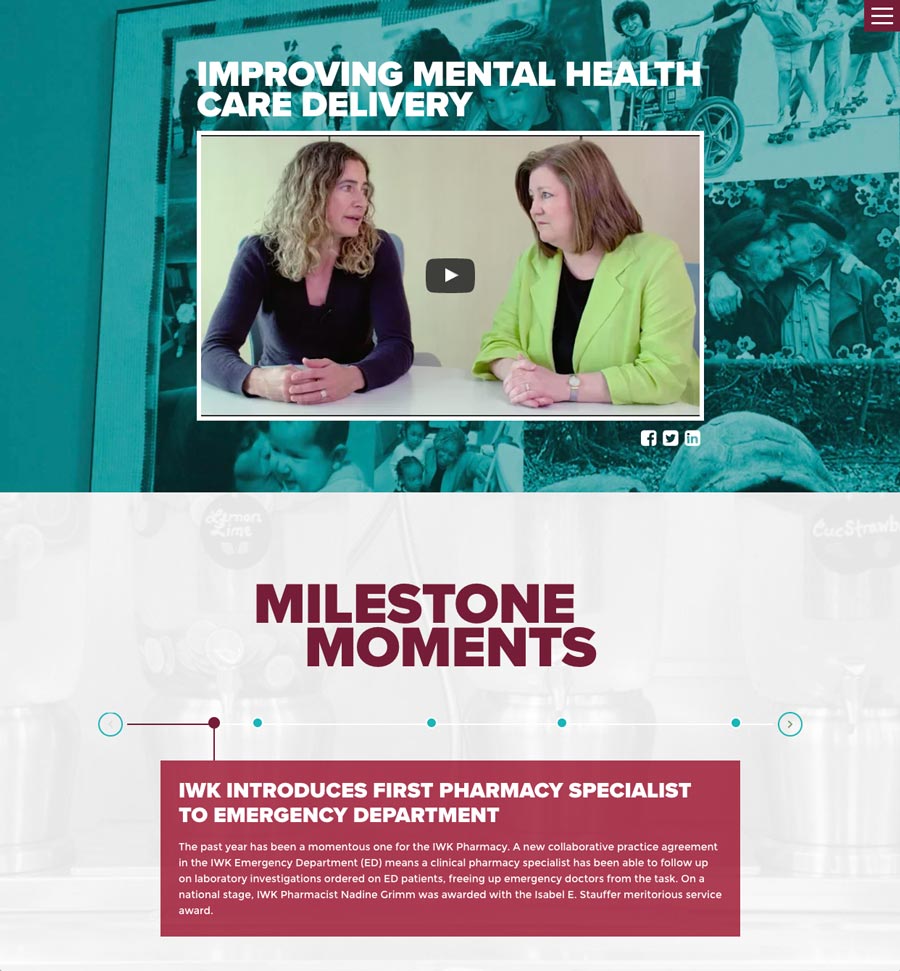 IMPROVING MENTAL HEALTH
CARE DELIVERY
in
Lemon
Lime
MILESTONE
MOMENTS
IWK INTRODUCES FIRST PHARMACY SPECIALIST
TO EMERGENCY DEPARTMENT
The past year has been a momentous one for the IWK Pharmacy. A new collaborative practice agreement
in the IWK Emergency Department (ED) means a clinical pharmacy specialist has been able to follow up
on laboratory investigations ordered on ED patients, freeing up emergency doctors from the task. On a
national stage, IWK Pharmacist Nadine Grimm was awarded with the Isabel E. Stauffer meritorious service
award.